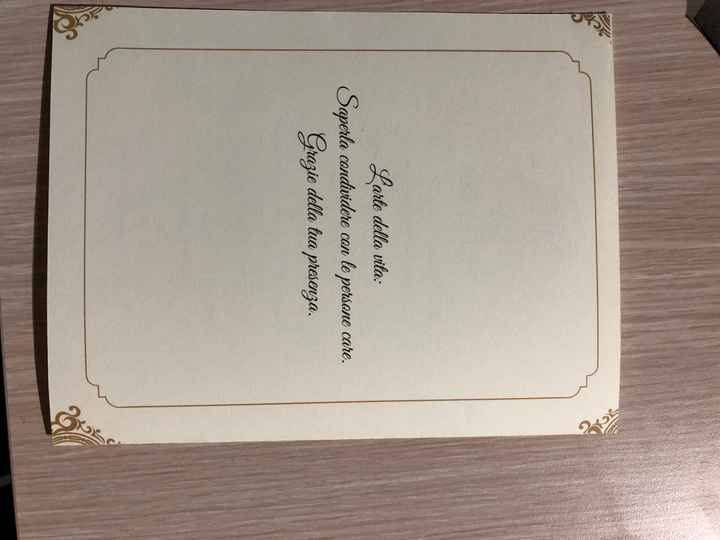 L'arte della vita:
Saperla condividere con le persone care.
Grazie della tua presenza.